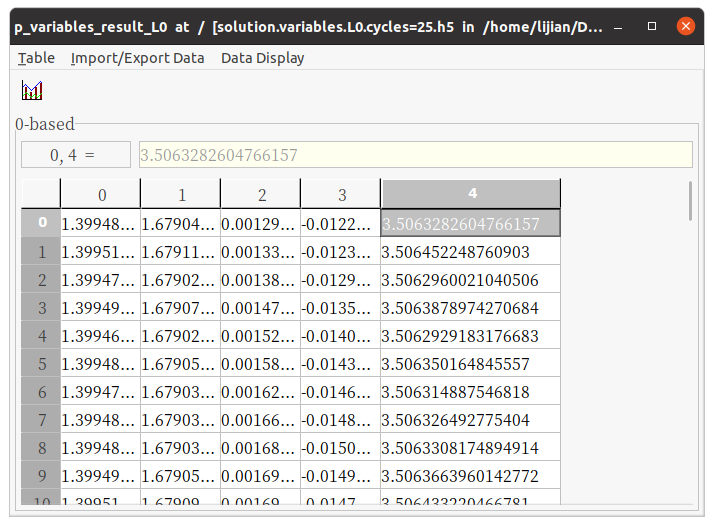 p_variables_result_L0 at / [solution.variables.L0.cycles=25.h5 in /home/lijian/D...
Table Import/Export Data Data Display
0-based
0, 4 = 3.5063282604766157
0 1 2 3 4
0 1.39948... 1.67904... 0.00129... -0.0122... 3.5063282604766157
1 1.39951... 1.67911... 0.00133... -0.0123... 3.506452248760903
2 1.39947... 1.67902... 0.00138... -0.0129... 3.5062960021040506
3 1.39949... 1.67907... 0.00147... -0.0135... 3.5063878974270684
4 1.39946... 1.67902... 0.00152... -0.0140... 3.5062929183176683
5 1.39948... 1.67905... 0.00158... -0.0143... 3.506350164845557
6 1.39947... 1.67903... 0.00162... -0.0146... 3.506314887546818
7 1.39948... 1.67903... 0.00166... -0.0148... 3.506326492775404
8 1.39948... 1.67903... 0.00168... -0.0150... 3.5063308174894914
9 1.39949... 1.67905... 0.00169... -0.0149... 3.5063663960142772
10 1.39951... 1.67909... 0.00169... -0.0147... 3.506433220466781